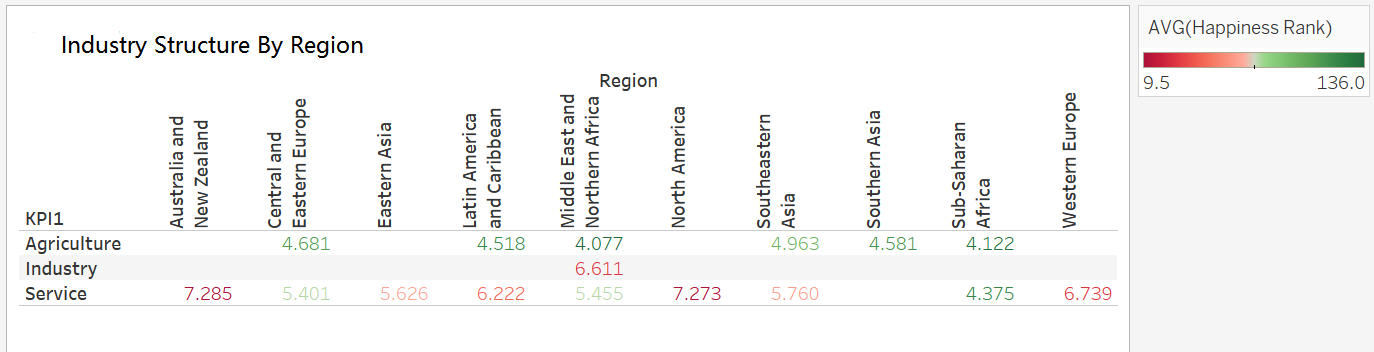 Industry Structure By Region
AVG(Happiness Rank)
9.5 136.0
Region
KPI1
Australia and
New Zealand
Central and
Eastern Europe
Eastern Asia
Latin America
and Caribbean
Middle East and
Northern Africa
North America
Southeastern
Asia
Southern Asia
Sub-Saharan
Africa
Western Europe
Agriculture 4.681 4.518 4.077 4.963 4.581 4.122
Industry 6.611
Service 7.285 5.401 5.626 6.222 5.455 7.273 5.760 4.375 6.739